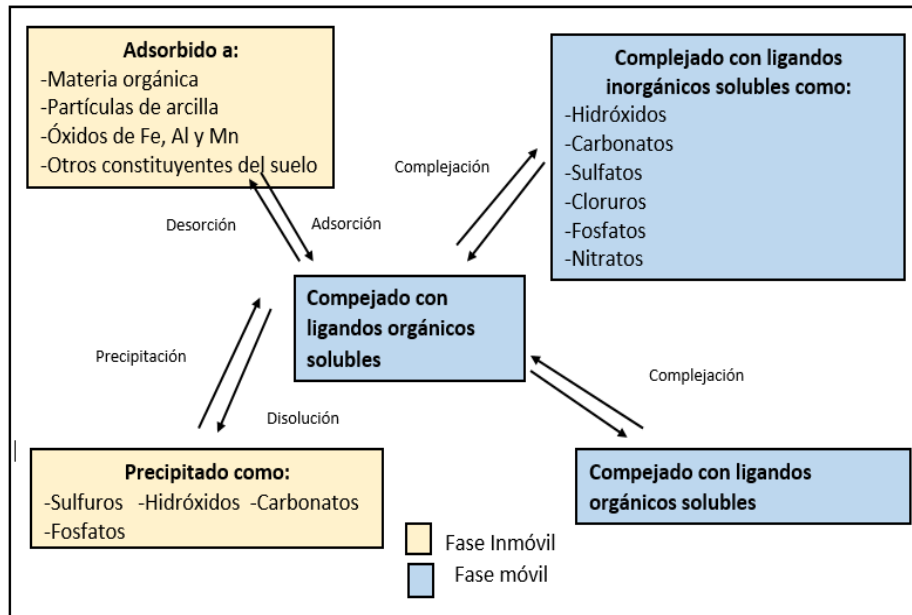 Adsorbido a:
-Materia orgánica
-Partículas de arcilla
-Óxidos de Fe, Al y Mn
-Otros constituyentes del suelo
Complejado con ligandos
inorgánicos solubles como:
-Hidróxidos
-Carbonatos
-Sulfatos
-Cloruros
-Fosfatos
-Nitratos
Complejación
Desorción
Adsorción
Compejado con
ligandos orgánicos
solubles
Precipitación
Disolución
Complejación
Precipitado como:
-Sulfuros -Hidróxidos -Carbonatos
-Fosfatos
Compejado con ligandos
orgánicos solubles
Fase Inmóvil
Fase móvil